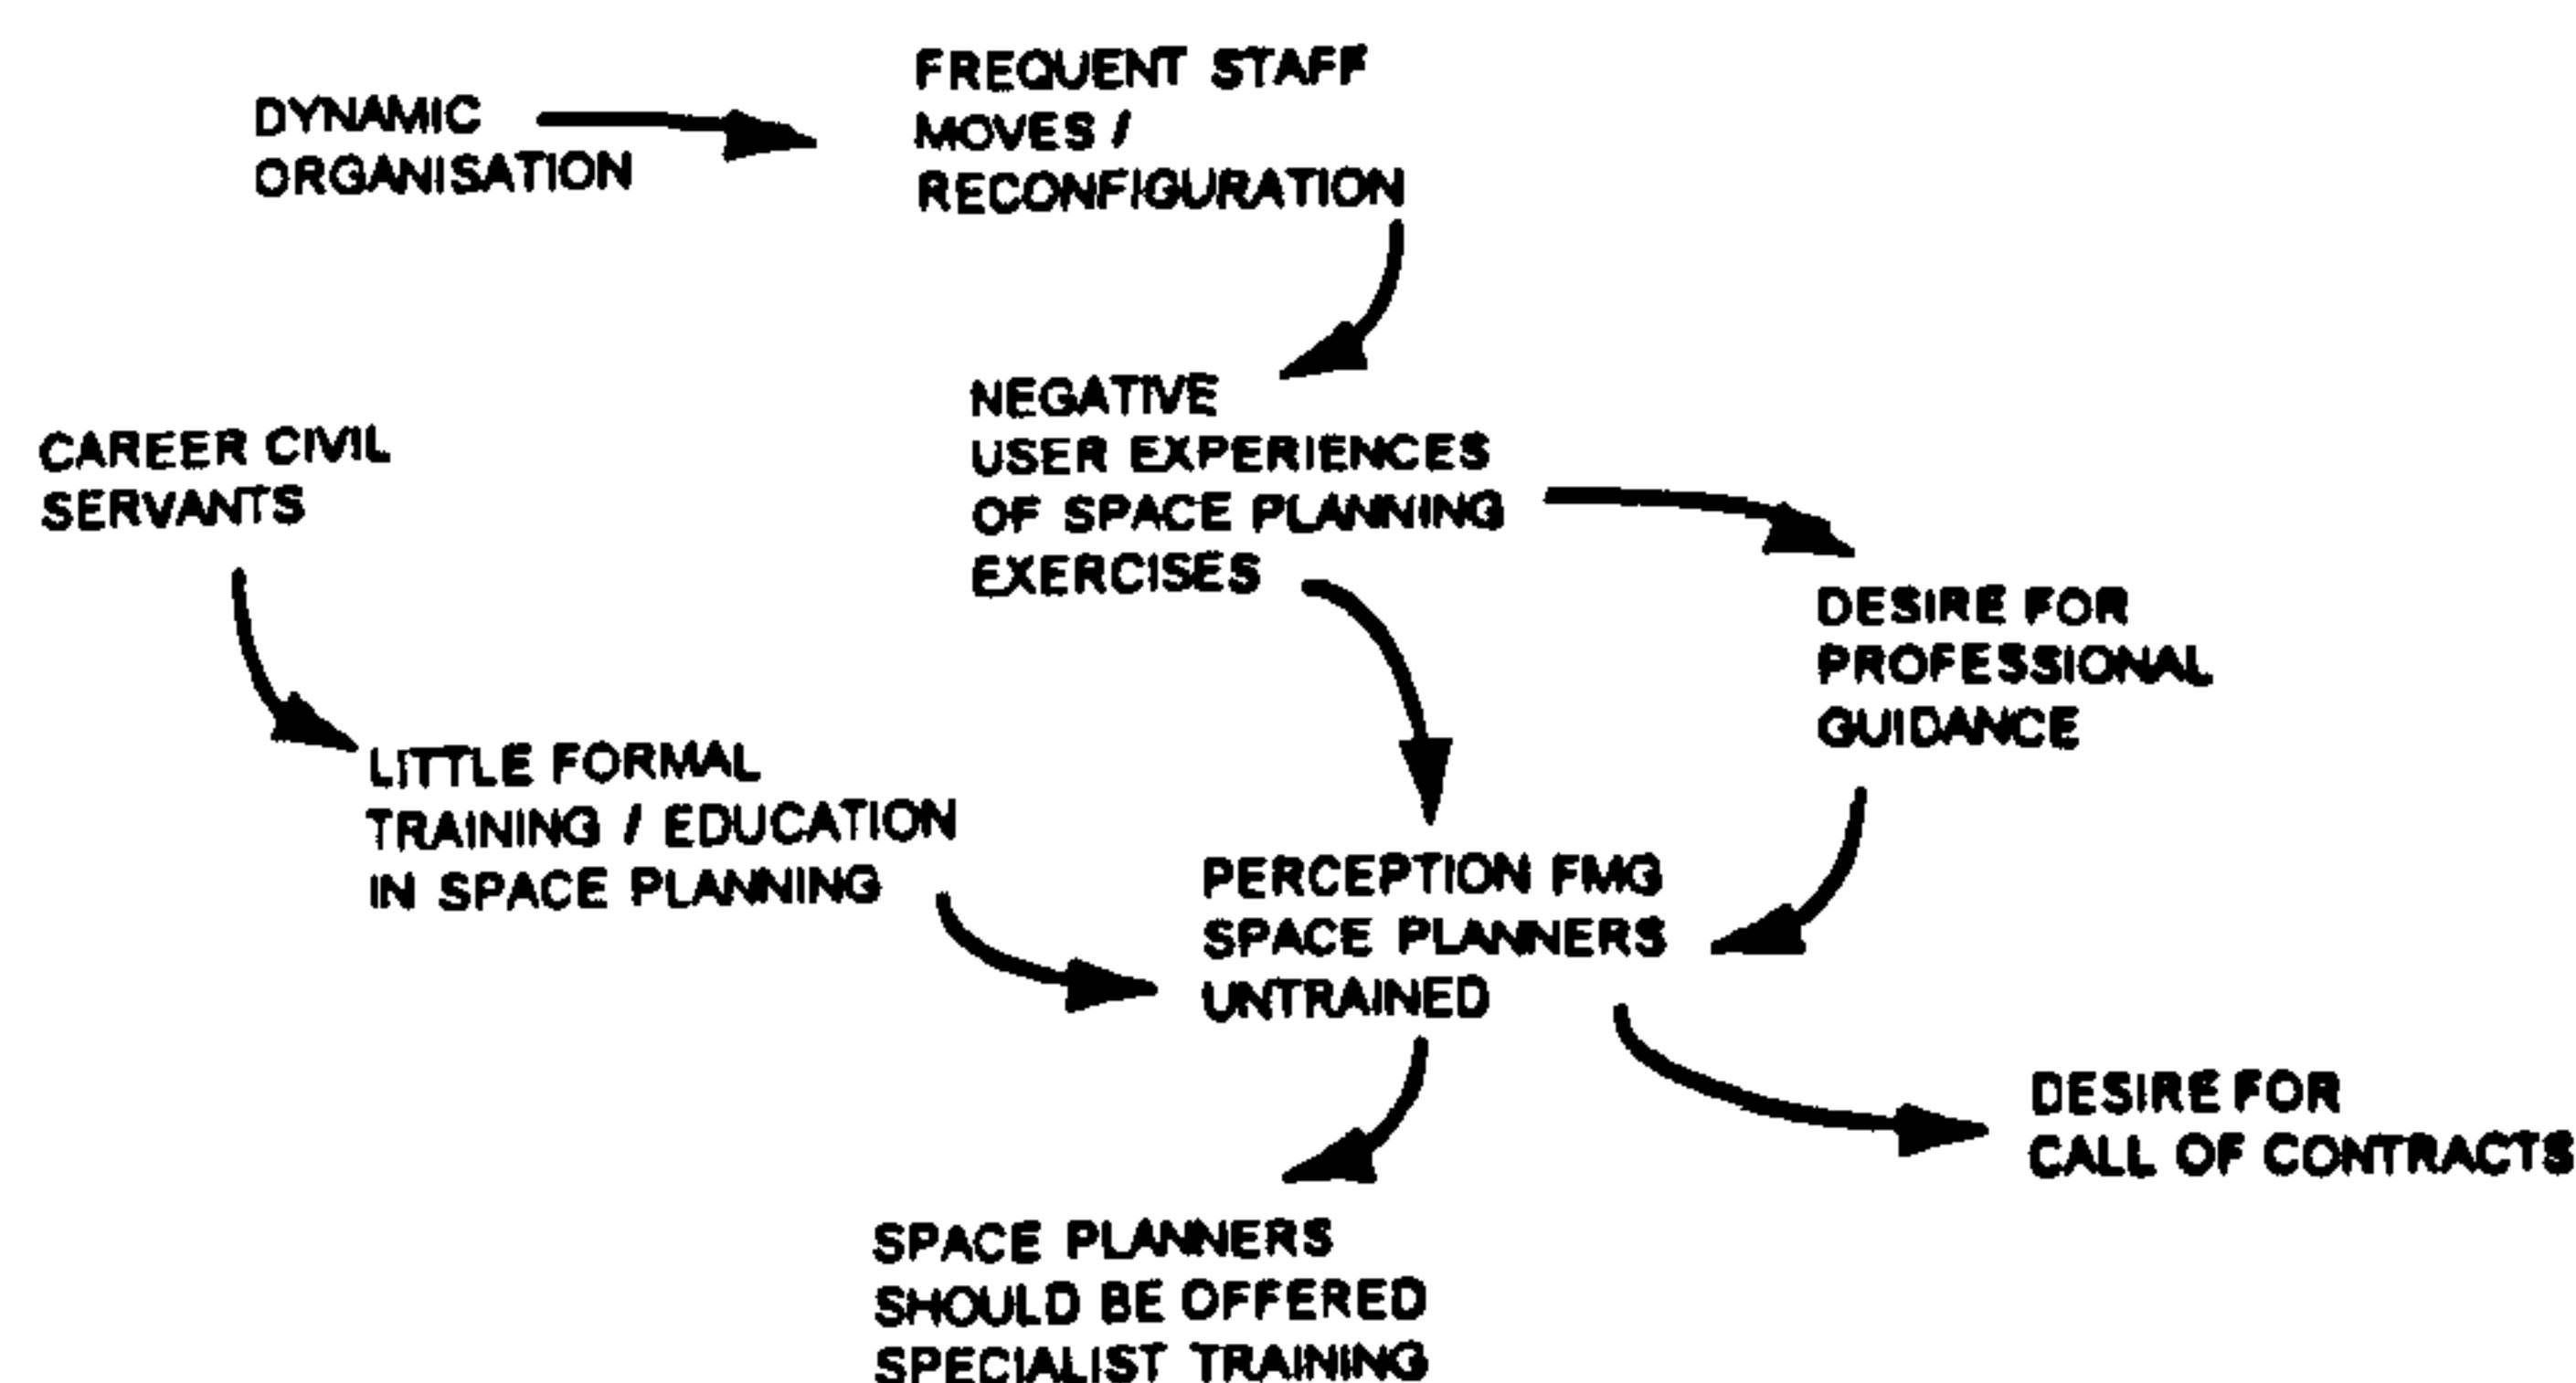 DYNAMIC
ORGANISATION
FREQUENT STAFF
MOVES /
RECONFIGURATION
CAREER CIVIL
SERVANTS
NEGATIVE
USER EXPERIENCES
OF SPACE PLANNING
EXERCISES
DESIRE FOR
PROFESSIONAL
GUIDANCE
LITTLE FORMAL
TRAINING / EDUCATION
IN SPACE PLANNING
PERCEPTION FMG
SPACE PLANNERS
UNTRAINED
DESIRE FOR
CALL OF CONTRACTS
SPACE PLANNERS
SHOULD BE OFFERED
SPECIALIST TRAINING